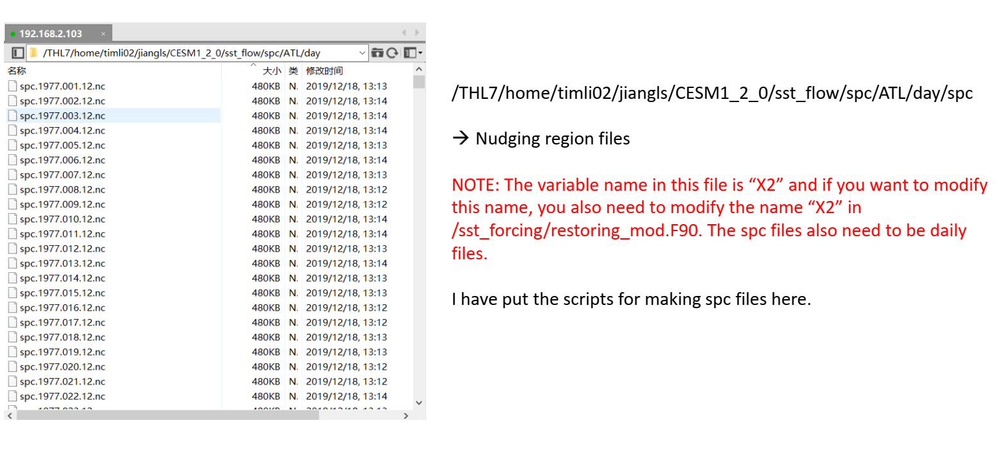 192.168.2.103 ×
/THL7/home/timli02/jiangls/CESM1_2_0/sst_flow/spc/ATL/day
名称 大小 类 修改时间
spc.1977.001.12.nc 480KB N. 2019/12/18, 13:13
spc.1977.002.12.nc 480KB N. 2019/12/18, 13:14
spc.1977.003.12.nc 480KB N. 2019/12/18, 13:14
spc.1977.004.12.nc 480KB N. 2019/12/18, 13:14
spc.1977.005.12.nc 480KB N. 2019/12/18, 13:13
spc.1977.006.12.nc 480KB N. 2019/12/18, 13:14
spc.1977.007.12.nc 480KB N. 2019/12/18, 13:13
spc.1977.008.12.nc 480KB N. 2019/12/18, 13:12
spc.1977.009.12.nc 480KB N. 2019/12/18, 13:12
spc.1977.010.12.nc 480KB N. 2019/12/18, 13:14
spc.1977.011.12.nc 480KB N. 2019/12/18, 13:14
spc.1977.012.12.nc 480KB N. 2019/12/18, 13:13
spc.1977.013.12.nc 480KB N. 2019/12/18, 13:14
spc.1977.014.12.nc 480KB N. 2019/12/18, 13:13
spc.1977.015.12.nc 480KB N. 2019/12/18, 13:13
spc.1977.016.12.nc 480KB N. 2019/12/18, 13:12
spc.1977.017.12.nc 480KB N. 2019/12/18, 13:12
spc.1977.018.12.nc 480KB N. 2019/12/18, 13:13
spc.1977.019.12.nc 480KB N. 2019/12/18, 13:13
spc.1977.020.12.nc 480KB N. 2019/12/18, 13:12
spc.1977.021.12.nc 480KB N. 2019/12/18, 13:12
spc.1977.022.12.nc 480KB N. 2019/12/18, 13:14
/THL7/home/timli02/jiangls/CESM1_2_0/sst_flow/spc/ATL/day/spc
→ Nudging region files
NOTE: The variable name in this file is “X2” and if you want to modify
this name, you also need to modify the name “X2” in
/sst_forcing/restoring_mod.F90. The spc files also need to be daily
files.
I have put the scripts for making spc files here.